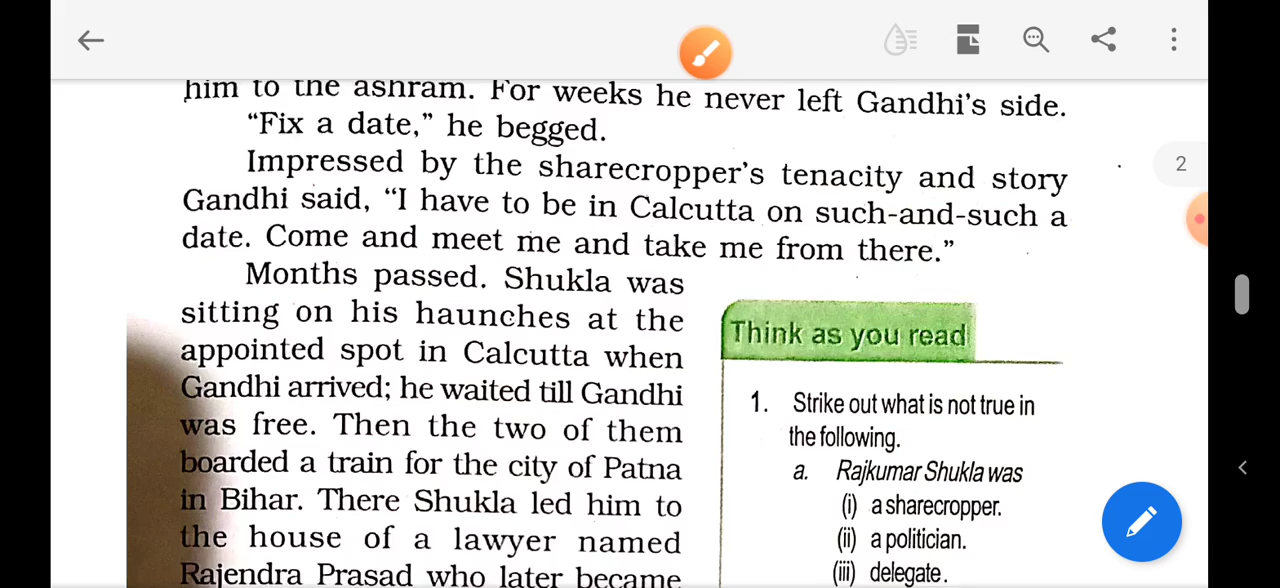 him to the ashram. For weeks he never left Gandhi's side.
“Fix a date,” he begged.
Impressed by the sharecropper's tenacity and story
Gandhi said, “I have to be in Calcutta on such-and-such a
date. Come and meet me and take me from there.”
Months passed. Shukla was
sitting on his haunches at the
appointed spot in Calcutta when
Gandhi arrived; he waited till Gandhi
was free. Then the two of them
boarded a train for the city of Patna
in Bihar. There Shukla led him to
the house of a lawyer named
Rajendra Prasad who later became
2
Think as you read
1. Strike out what is not true in
the following.
a. Rajkumar Shukla was
(i) a sharecropper.
(ii) a politician.
(iii) delegate.